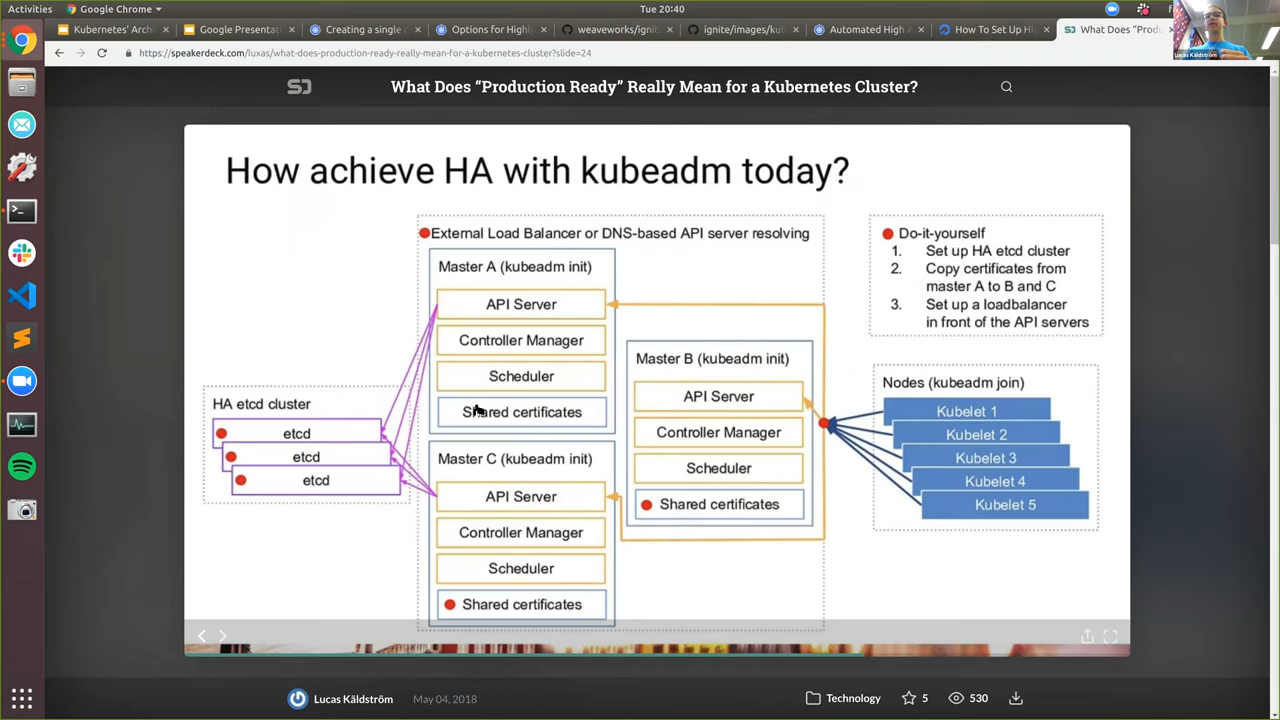 Activities
Google Chrome
Tue 20:40
Kubernetes' Archi
Google Presentat
Creating a single
Options for Highl
weaveworks/ignit
ignite/images/kub
Automated High A
How To Set Up Hi
What Does "Produ
https://speakerdeck.com/luxas/what-does-production-ready-really-mean-for-a-kubernetes-cluster?slide=24
Lucas Käldström
What Does “Production Ready” Really Mean for a Kubernetes Cluster?
How achieve HA with kubeadm today?
External Load Balancer or DNS-based API server resolving
Master A (kubeadm init)
API Server
Controller Manager
Scheduler
Shared certificates
Master C (kubeadm init)
API Server
Controller Manager
Scheduler
Shared certificates
HA etcd cluster
etcd
etcd
etcd
Master B (kubeadm init)
API Server
Controller Manager
Scheduler
Shared certificates
Do-it-yourself
1. Set up HA etcd cluster
2. Copy certificates from
master A to B and C
3. Set up a loadbalancer
in front of the API servers
Nodes (kubeadm join)
Kubelet 1
Kubelet 2
Kubelet 3
Kubelet 4
Kubelet 5
Lucas Käldström
May 04, 2018
Technology
5
530